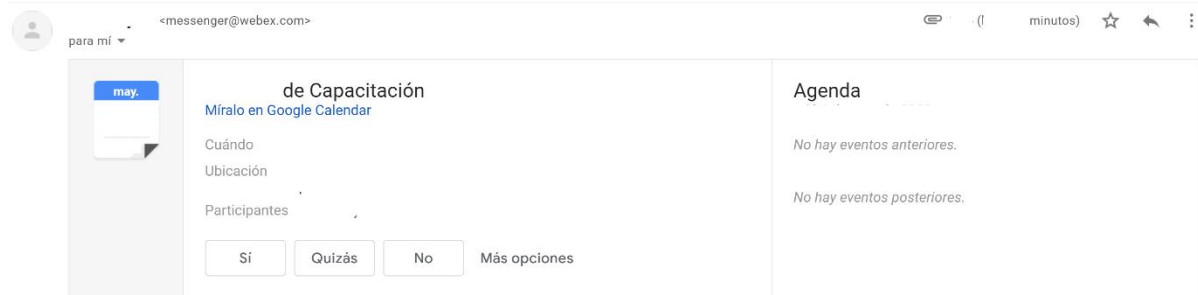 <messenger@webex.com>
minutos)
para mí
may.
de Capacitación
Míralo en Google Calendar
Cuándo
Ubicación
Participantes
Sí
Quizás
No
Más opciones
Agenda
No hay eventos anteriores.
No hay eventos posteriores.